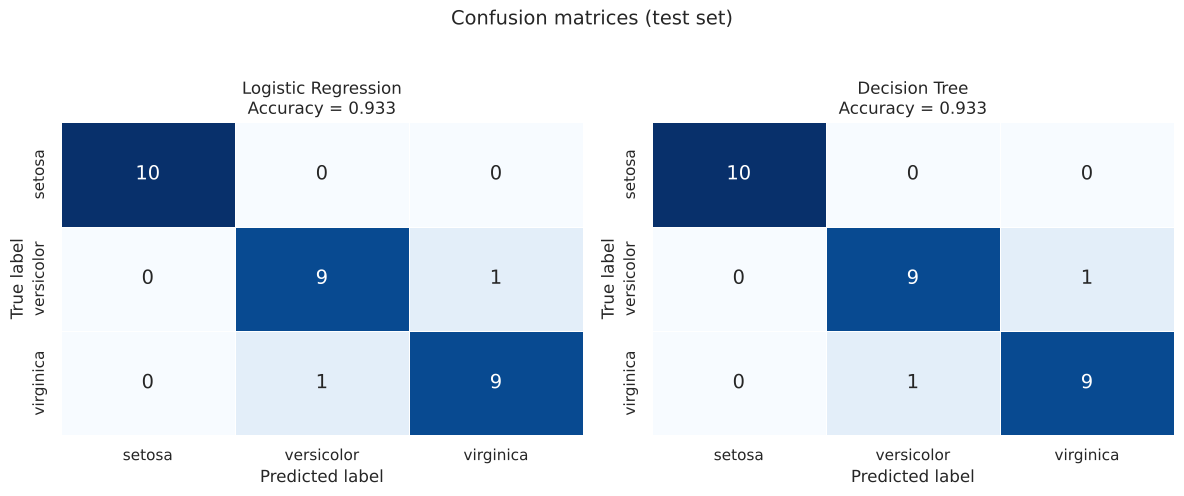 Confusion matrices (test set)
Logistic Regression
Accuracy = 0.933
True label
setosa
10 0 0
versicolor
0 9 1
virginica
0 1 9
setosa versicolor virginica
Predicted label
Decision Tree
Accuracy = 0.933
True label
setosa
10 0 0
versicolor
0 9 1
virginica
0 1 9
setosa versicolor virginica
Predicted label